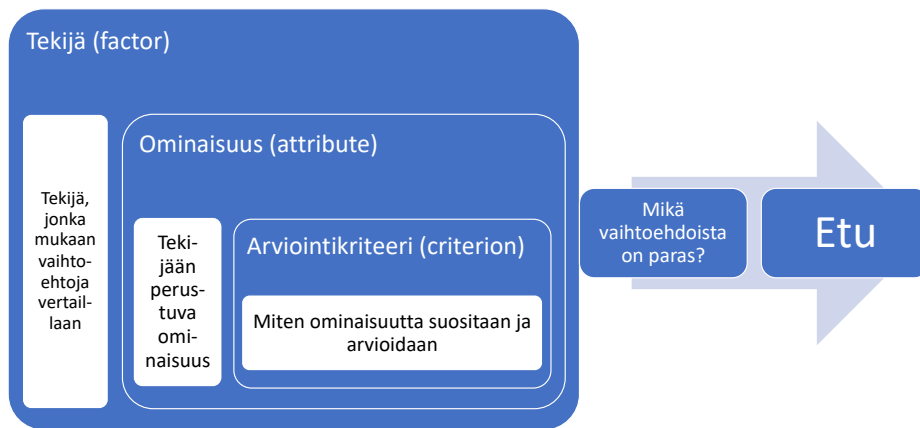 Tekijä (factor)
Tekijä,
jonka
mukaan
vaihto-
ehtoja
vertail-
laan
Ominaisuus (attribute)
Teki-
jään
perus-
tuva
omi-
naisuus
Arviointikriteeri (criterion)
Miten ominaisuutta suositaan ja
arvioidaan
Mikä
vaihtoehdoista
on paras?
Etu